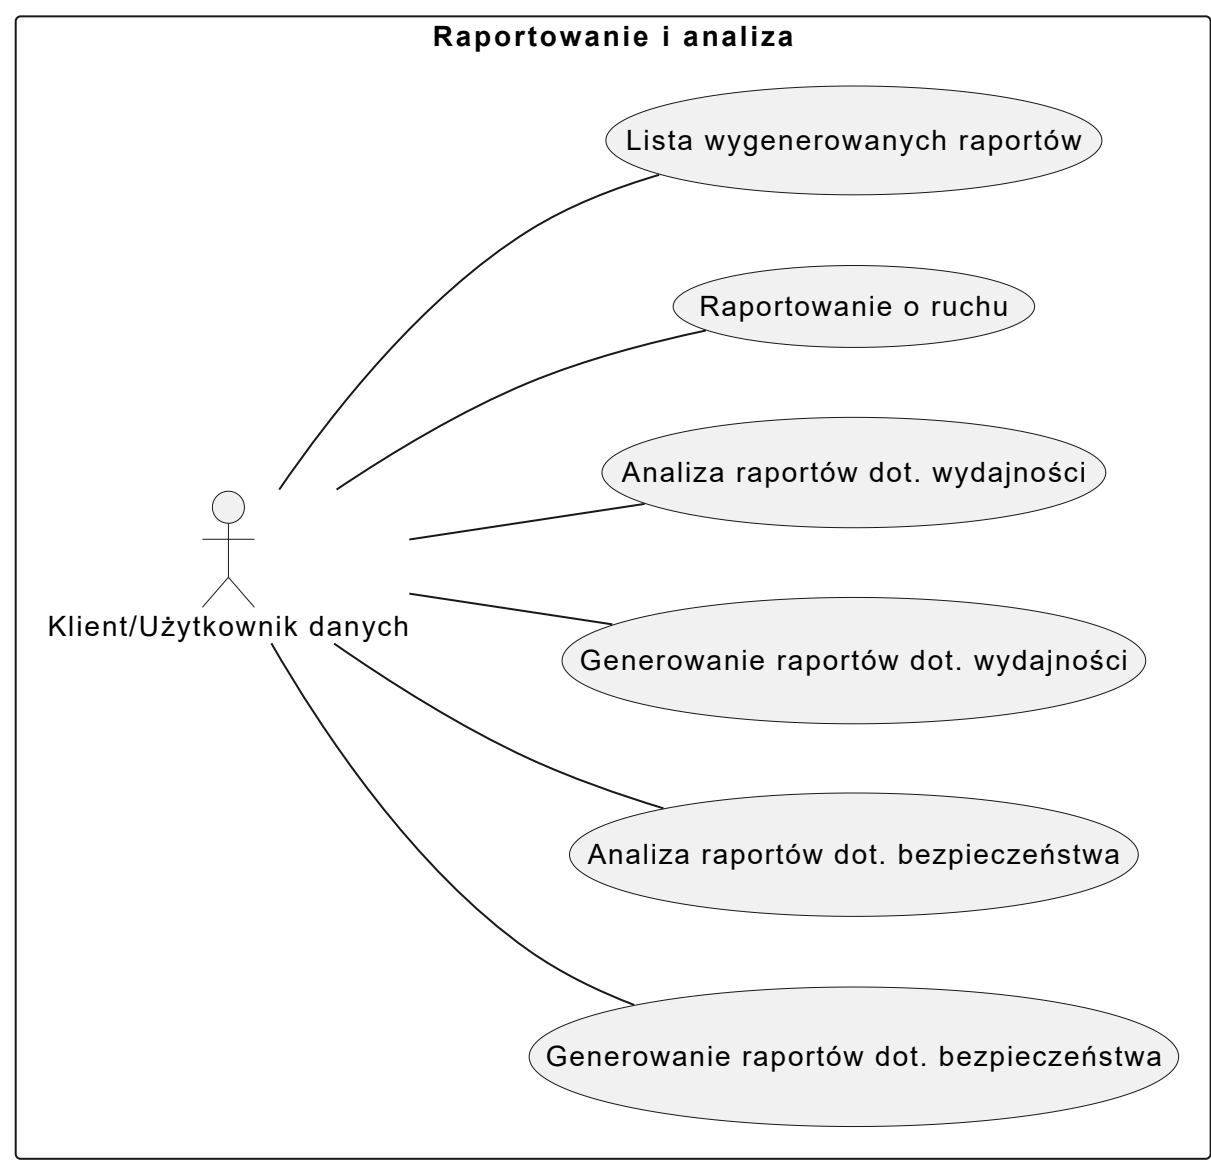 Raportowanie i analiza
Lista wygenerowanych raportów
Raportowanie o ruchu
Analiza raportów dot. wydajności
Klient/Użytkownik danych
Generowanie raportów dot. wydajności
Analiza raportów dot. bezpieczeństwa
Generowanie raportów dot. bezpieczeństwa